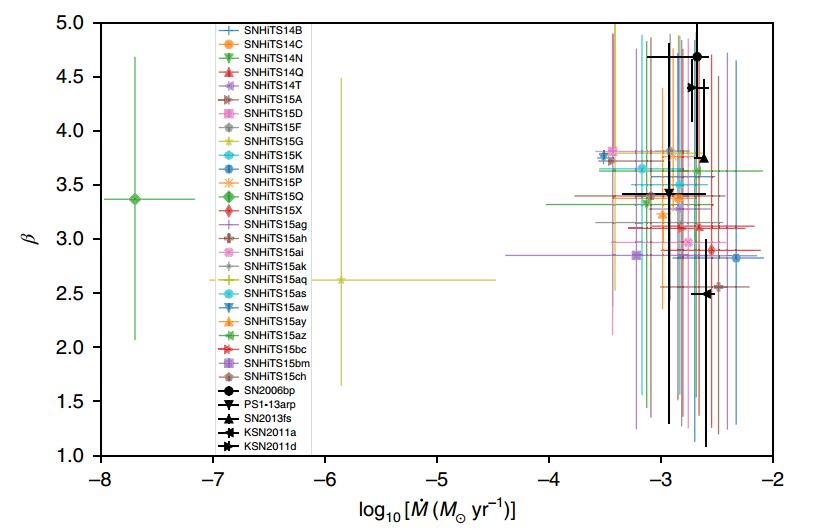 5.0
4.5
4.0
3.5
3.0
2.5
2.0
1.5
1.0
β
SNHiTS14B
SNHiTS14C
SNHiTS14N
SNHiTS14Q
SNHiTS14T
SNHiTS15A
SNHiTS15D
SNHiTS15F
SNHiTS15G
SNHiTS15K
SNHiTS15M
SNHiTS15P
SNHiTS15Q
SNHiTS15X
SNHiTS15ag
SNHiTS15ah
SNHiTS15ai
SNHiTS15ak
SNHiTS15aq
SNHiTS15as
SNHiTS15aw
SNHiTS15ay
SNHiTS15az
SNHiTS15bc
SNHiTS15bm
SNHiTS15ch
SN2006bp
PS1-13arp
SN2013fs
KSN2011a
KSN2011d
−8 −7 −6 −5 −4 −3 −2
log₁₀ [Ṁ (M⊙ yr⁻¹)]